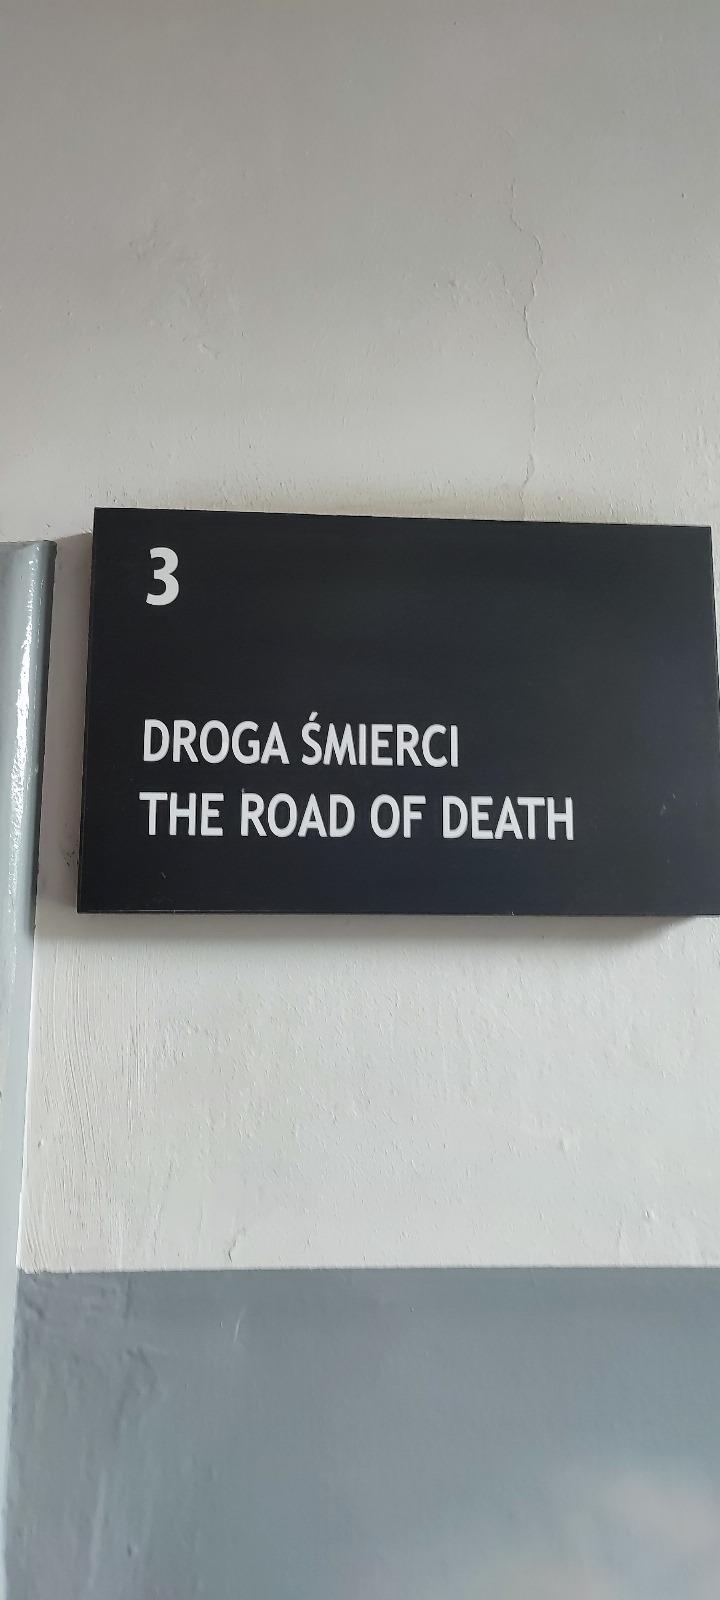 3
DROGA ŚMIERCI
THE ROAD OF DEATH